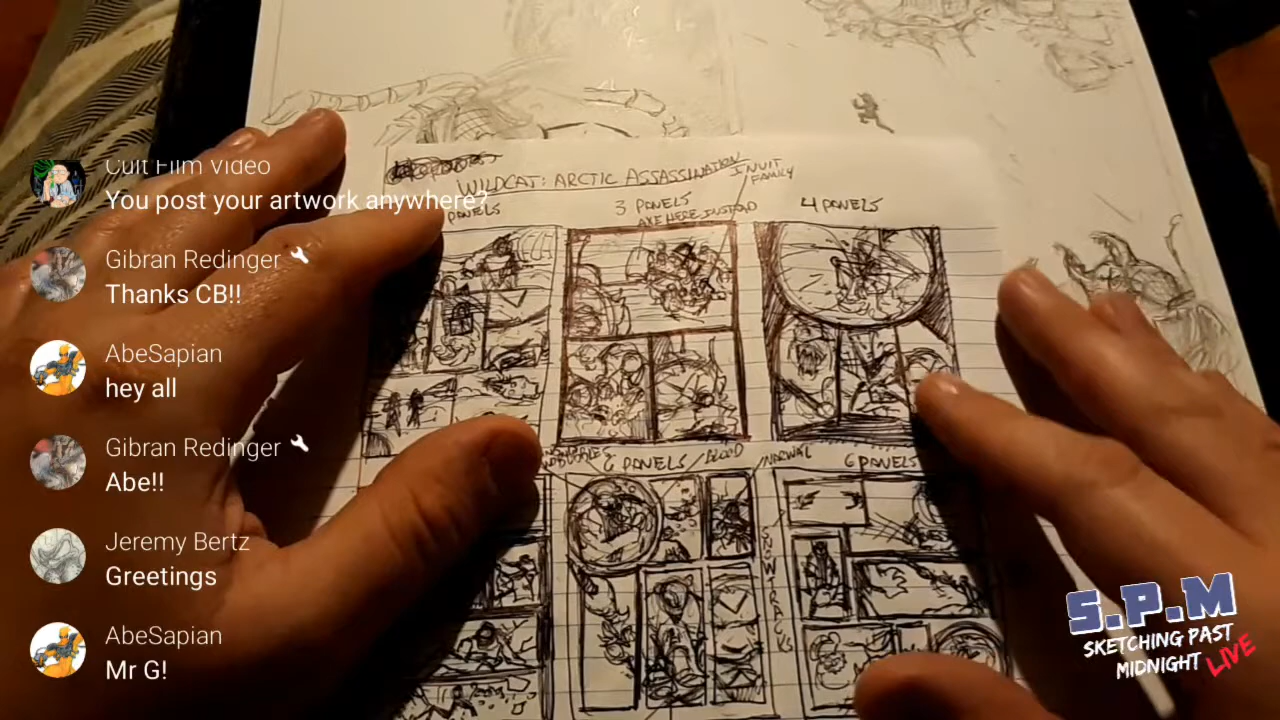 Cult Film Video
You post your artwork anywhere?
Gibran Redinger
Thanks CB!!
AbeSapian
hey all
Gibran Redinger
Abe!!
Jeremy Bertz
Greetings
AbeSapian
Mr G!
WILDCAT: ARCTIC ASSASSINATION
INUIT
FAMILY
PANELS
3 PANELS
AXE HERE INSTEAD
4 PANELS
6 PANELS / BLOOD
/NARWAL
6 PANELS
S.P.M
SKETCHING PAST
MIDNIGHT LIVE